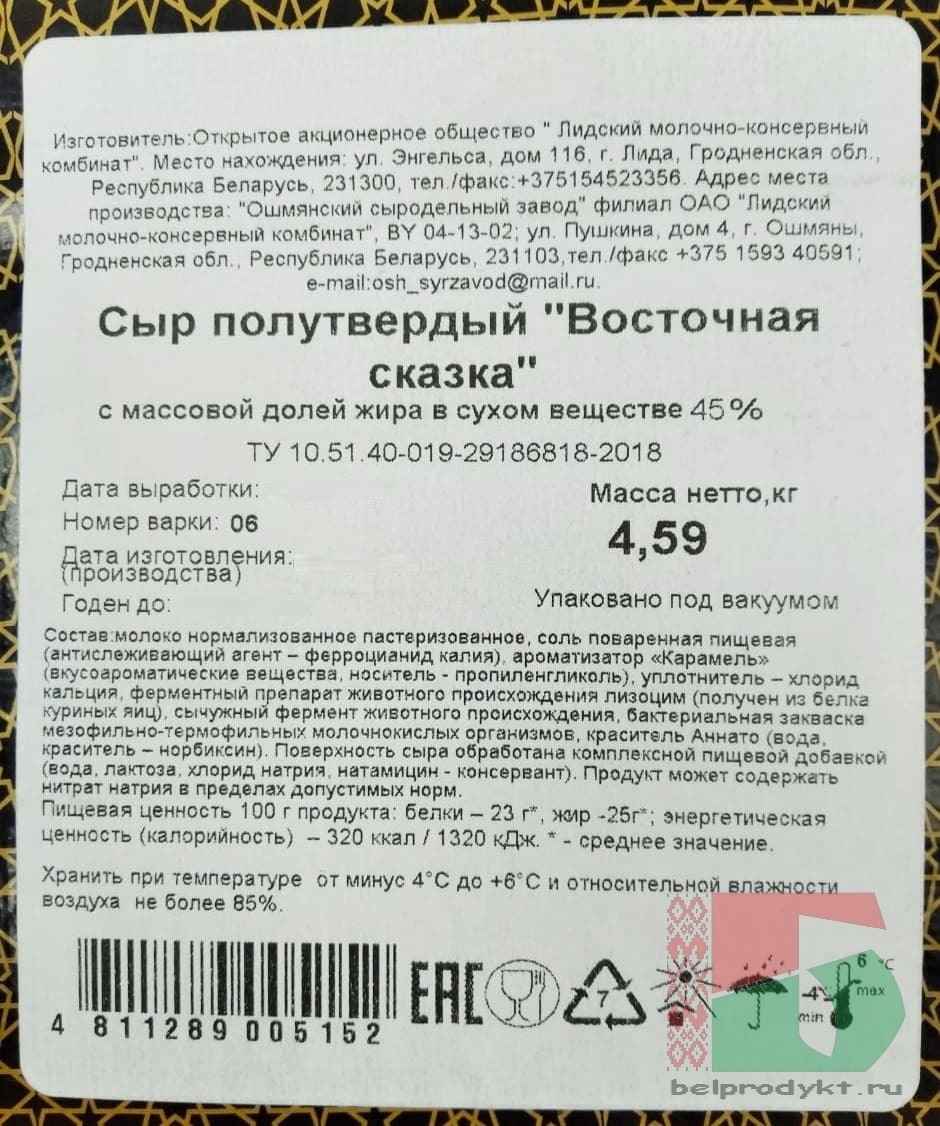 Изготовитель:Открытое акционерное общество " Лидский молочно-консервный
комбинат". Место нахождения: ул. Энгельса, дом 116, г. Лида, Гродненская обл.,
Республика Беларусь, 231300, тел./факс:+375154523356. Адрес места
производства: "Ошмянский сыродельный завод" филиал ОАО "Лидский
молочно-консервный комбинат", BY 04-13-02; ул. Пушкина, дом 4, г. Ошмяны,
Гродненская обл., Республика Беларусь, 231103,тел./факс +375 1593 40591;
e-mail:osh_syrzavod@mail.ru.
Сыр полутвердый "Восточная
сказка"
с массовой долей жира в сухом веществе 45%
ТУ 10.51.40-019-29186818-2018
Дата выработки:
Масса нетто,кг
Номер варки: 06
4,59
Дата изготовления:
(производства)
Годен до:
Упаковано под вакуумом
Состав:молоко нормализованное пастеризованное, соль поваренная пищевая
(антислеживающий агент – ферроцианид калия), ароматизатор «Карамель»
(вкусоароматические вещества, носитель - пропиленгликоль), уплотнитель – хлорид
кальция, ферментный препарат животного происхождения лизоцим (получен из белка
куриных яиц), сычужный фермент животного происхождения, бактериальная закваска
мезофильно-термофильных молочнокислых организмов, краситель Аннато (вода,
краситель – норбиксин). Поверхность сыра обработана комплексной пищевой добавкой
(вода, лактоза, хлорид натрия, натамицин - консервант). Продукт может содержать
нитрат натрия в пределах допустимых норм.
Пищевая ценность 100 г продукта: белки – 23 г*, жир -25г*; энергетическая
ценность (калорийность) – 320 ккал / 1320 кДж. * - среднее значение.
Хранить при температуре от минус 4°С до +6°С и относительной влажности
воздуха не более 85%.
4 811289 005152
EAC
7
-4°c min
6 °c max
belprodykt.ru